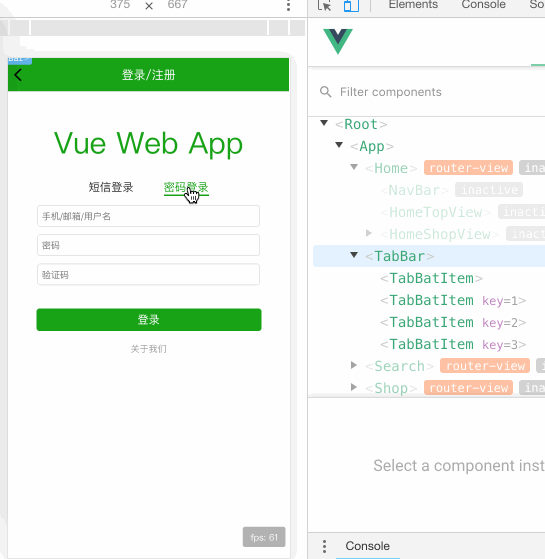 375 × 667
登录/注册
Vue Web App
短信登录 密码登录
手机/邮箱/用户名
密码
验证码
登录
关于我们
fps: 61
Elements Console So
Filter components
<Root>
<App>
<Home> router-view ina
<NavBar> inactive
<HomeTopView> inacti
<HomeShopView> inac
<TabBar>
<TabBatItem>
<TabBatItem key=1>
<TabBatItem key=2>
<TabBatItem key=3>
<Search> router-view i
<Shop> router-view ina
Select a component inst
Console